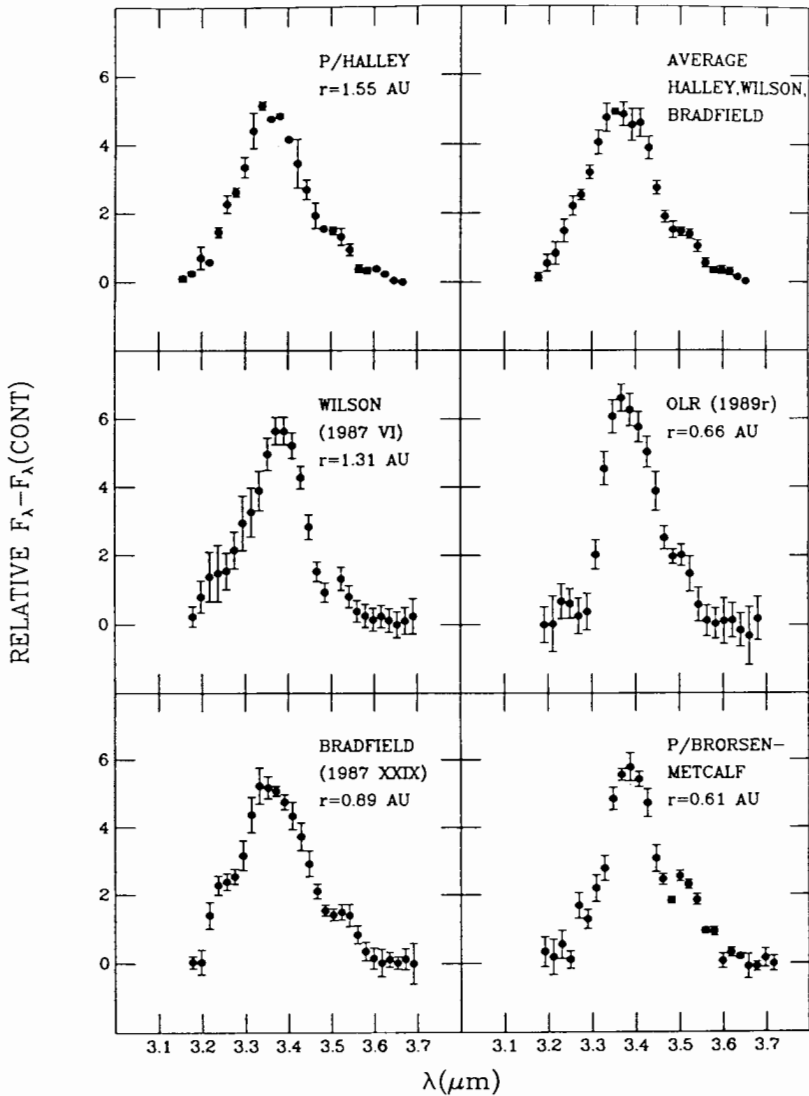 P/HALLEY
r=1.55 AU
AVERAGE
HALLEY,WILSON,
BRADFIELD
6
4
2
0
WILSON
(1987 VI)
r=1.31 AU
OLR (1989r)
r=0.66 AU
6
4
2
0
BRADFIELD
(1987 XXIX)
r=0.89 AU
P/BRORSEN-
METCALF
r=0.61 AU
6
4
2
0
3.1 3.2 3.3 3.4 3.5 3.6 3.7 3.1 3.2 3.3 3.4 3.5 3.6 3.7
λ(μm)
RELATIVE Fλ-Fλ(CONT)